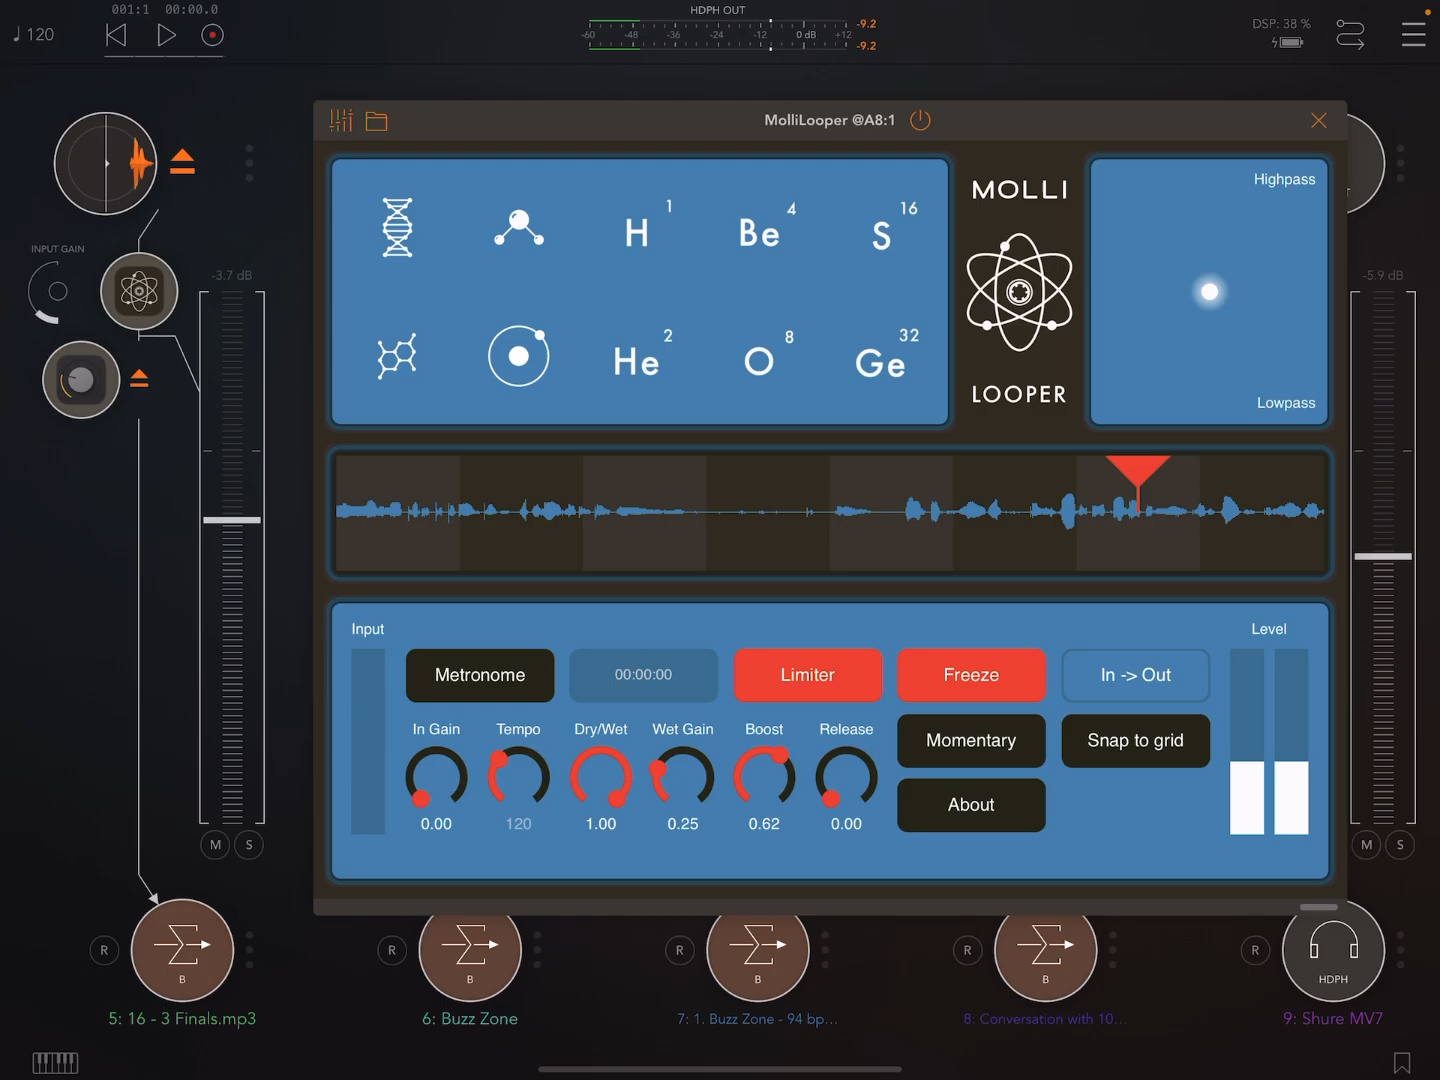 001:1 00:00.0
♩120
HDPH OUT
-60 -48 -36 -24 -12 0 dB +12
-9.2
-9.2
DSP: 38 %
MolliLooper @A8:1
INPUT GAIN
-3.7 dB
H 1
Be 4
S 16
He 2
O 8
Ge 32
MOLLI
LOOPER
Highpass
Lowpass
-5.9 dB
Input
Metronome
00:00:00
Limiter
Freeze
In -> Out
Level
In Gain
Tempo
Dry/Wet
Wet Gain
Boost
Release
Momentary
Snap to grid
0.00
120
1.00
0.25
0.62
0.00
About
M S
M S
R
B
R
B
R
B
R
B
R
HDPH
5: 16 - 3 Finals.mp3
6: Buzz Zone
7: 1. Buzz Zone - 94 bp...
8: Conversation with 10...
9: Shure MV7